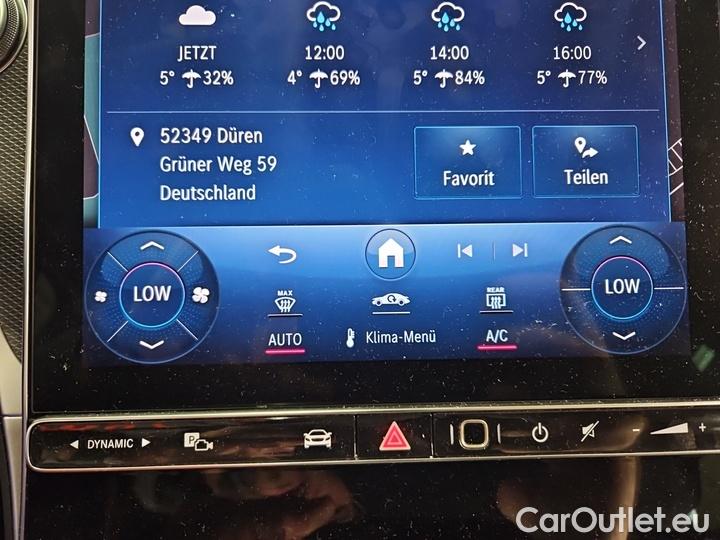 JETZT 12:00 14:00 16:00
5° 32% 4° 69% 5° 84% 5° 77%
52349 Düren
Grüner Weg 59
Deutschland
Favorit
Teilen
LOW
MAX
REAR
LOW
AUTO
Klima-Menü
A/C
DYNAMIC
P
- +
CarOutlet.eu